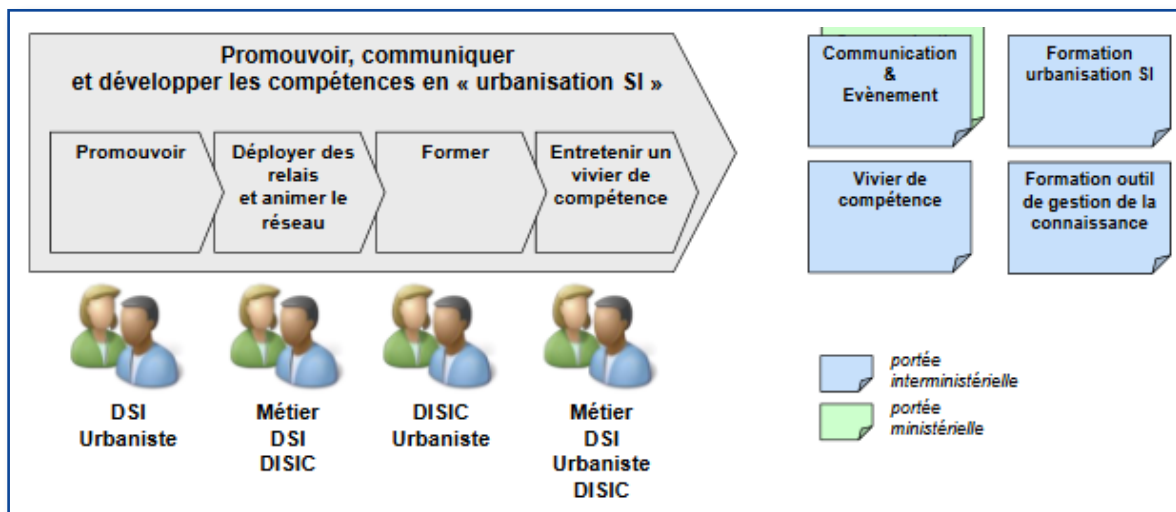 Promouvoir, communiquer
et développer les compétences en « urbanisation SI »
Promouvoir
Déployer des
relais
et animer le
réseau
Former
Entretenir un
vivier de
compétence
DSI
Urbaniste
Métier
DSI
DISIC
DISIC
Urbaniste
Métier
DSI
Urbaniste
DISIC
Communication
&
Evènement
Formation
urbanisation SI
Vivier de
compétence
Formation outil
de gestion de la
connaissance
portée
interministérielle
portée
ministérielle